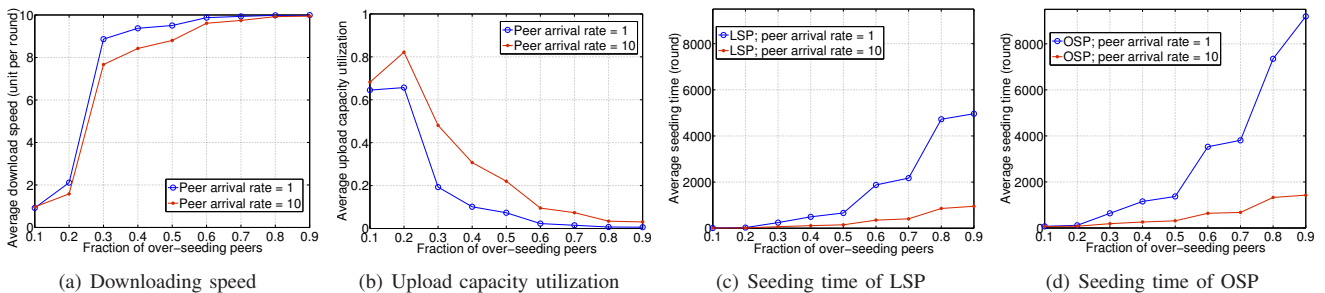 Average download speed (unit per round)
10
8
6
4
2
0
0.1 0.2 0.3 0.4 0.5 0.6 0.7 0.8 0.9
Fraction of over-seeding peers
Peer arrival rate = 1
Peer arrival rate = 10
(a) Downloading speed
Average upload capacity utilization
1
0.8
0.6
0.4
0.2
0
0.1 0.2 0.3 0.4 0.5 0.6 0.7 0.8 0.9
Fraction of over-seeding peers
Peer arrival rate = 1
Peer arrival rate = 10
(b) Upload capacity utilization
Average seeding time (round)
8000
6000
4000
2000
0
0.1 0.2 0.3 0.4 0.5 0.6 0.7 0.8 0.9
Fraction of over-seeding peers
LSP; peer arrival rate = 1
LSP; peer arrival rate = 10
(c) Seeding time of LSP
Average seeding time (round)
8000
6000
4000
2000
0
0.1 0.2 0.3 0.4 0.5 0.6 0.7 0.8 0.9
Fraction of over-seeding peers
OSP; peer arrival rate = 1
OSP; peer arrival rate = 10
(d) Seeding time of OSP